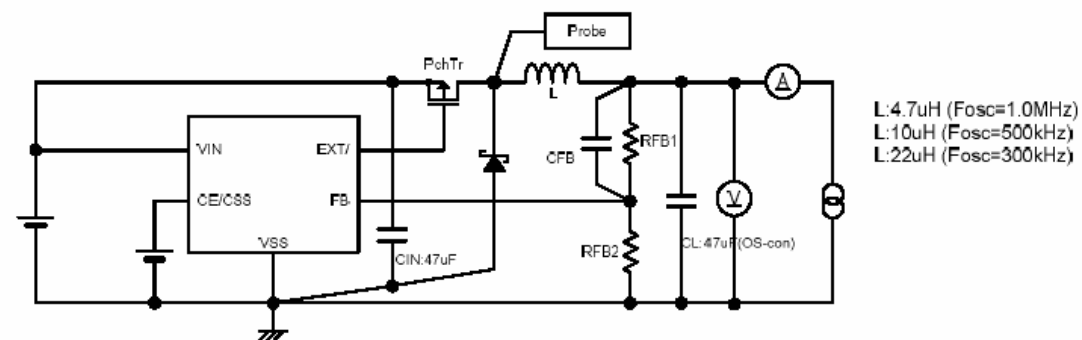 Probe
PchTr
L
L:4.7uH (Fosc=1.0MHz)
L:10uH (Fosc=500kHz)
L:22uH (Fosc=300kHz)
A
VIN
EXT/
CFB
RFB1
CE/CSS
FB
V
VSS
CIN:47uF
RFB2
CL:47uF(OS-con)